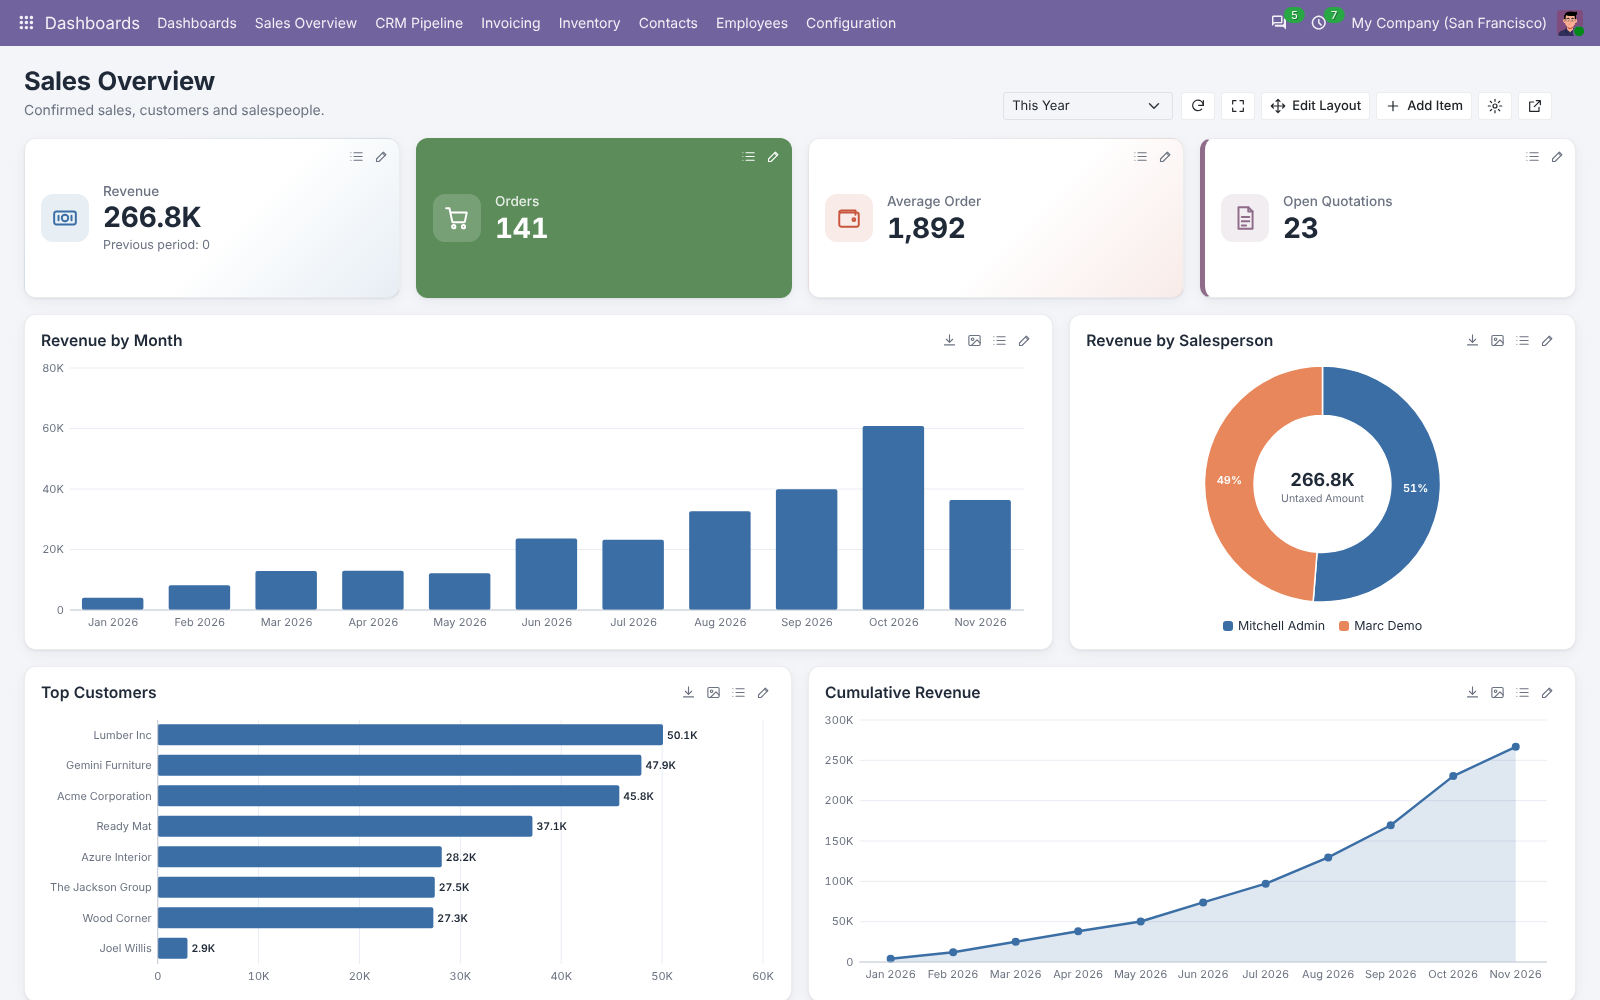 Dashboards Dashboards Sales Overview CRM Pipeline Invoicing Inventory Contacts Employees Configuration 5 7 My Company (San Francisco)
Sales Overview
Confirmed sales, customers and salespeople.
This Year Edit Layout Add Item
Revenue
266.8K
Previous period: 0
Orders
141
Average Order
1,892
Open Quotations
23
Revenue by Month
80K
60K
40K
20K
0
Jan 2026 Feb 2026 Mar 2026 Apr 2026 May 2026 Jun 2026 Jul 2026 Aug 2026 Sep 2026 Oct 2026 Nov 2026
Revenue by Salesperson
49%
266.8K
Untaxed Amount
51%
Mitchell Admin Marc Demo
Top Customers
Lumber Inc 50.1K
Gemini Furniture 47.9K
Acme Corporation 45.8K
Ready Mat 37.1K
Azure Interior 28.2K
The Jackson Group 27.5K
Wood Corner 27.3K
Joel Willis 2.9K
0 10K 20K 30K 40K 50K 60K
Cumulative Revenue
300K
250K
200K
150K
100K
50K
0
Jan 2026 Feb 2026 Mar 2026 Apr 2026 May 2026 Jun 2026 Jul 2026 Aug 2026 Sep 2026 Oct 2026 Nov 2026